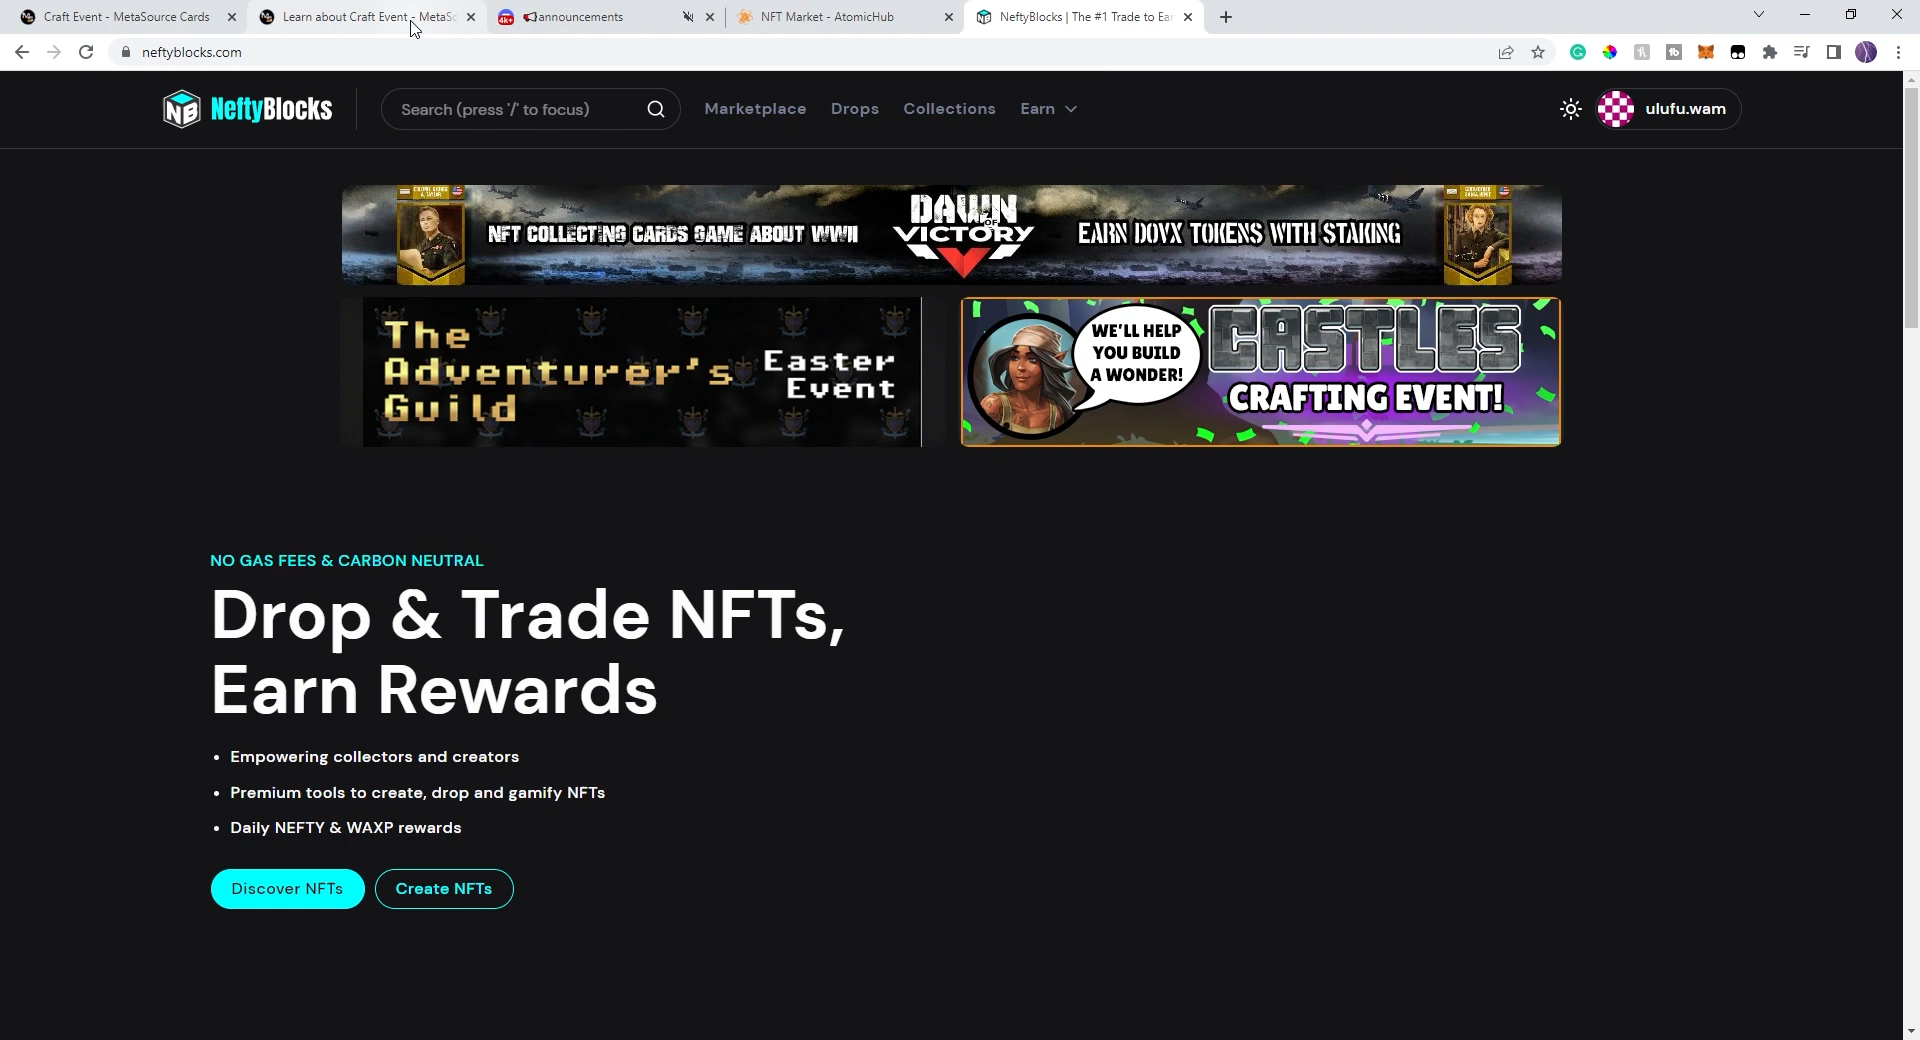 Craft Event - MetaSource Cards
Learn about Craft Event - MetaSc
4k+ announcements
NFT Market - AtomicHub
NeftyBlocks | The #1 Trade to Ear
neftyblocks.com
NB NeftyBlocks
Search (press '/' to focus)
Marketplace
Drops
Collections
Earn
ulufu.wam
NFT COLLECTING CARDS GAME ABOUT WWII
DAWN OF VICTORY
EARN DOVX TOKENS WITH STAKING
The
Adventurer's
Guild
Easter
Event
WE'LL HELP
YOU BUILD
A WONDER!
CASTLES
CRAFTING EVENT!
NO GAS FEES & CARBON NEUTRAL
Drop & Trade NFTs,
Earn Rewards
• Empowering collectors and creators
• Premium tools to create, drop and gamify NFTs
• Daily NEFTY & WAXP rewards
Discover NFTs
Create NFTs